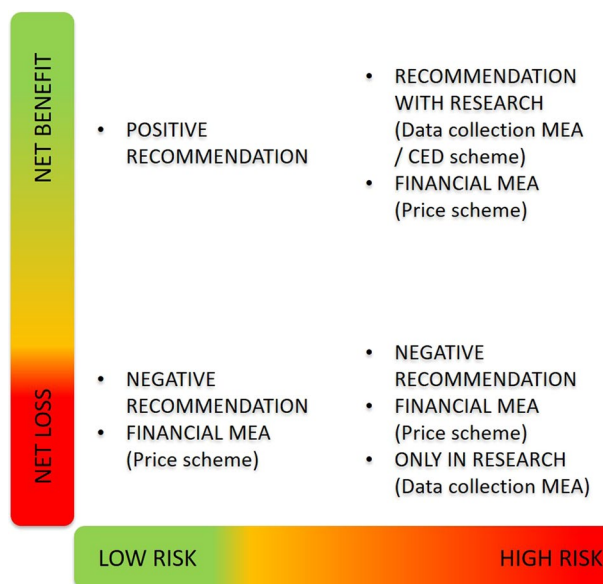 NET BENEFIT
• POSITIVE
RECOMMENDATION
• RECOMMENDATION
WITH RESEARCH
(Data collection MEA
/ CED scheme)
• FINANCIAL MEA
(Price scheme)
NET LOSS
• NEGATIVE
RECOMMENDATION
• FINANCIAL MEA
(Price scheme)
• NEGATIVE
RECOMMENDATION
• FINANCIAL MEA
(Price scheme)
• ONLY IN RESEARCH
(Data collection MEA)
LOW RISK
HIGH RISK